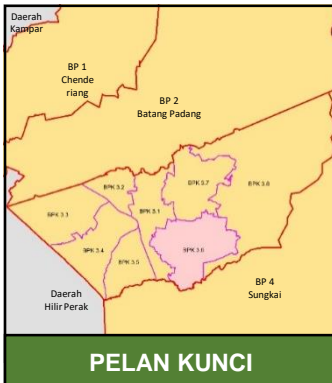 Daerah
Kampar
BP 1
Chende
riang
BP 2
Batang Padang
BPK 3.2
BPK 3.7
BPK 3.8
BPK 3.3
BPK 3.1
BPK 3.4
BPK 3.6
BPK 3.5
Daerah
Hilir Perak
BP 4
Sungkai
PELAN KUNCI